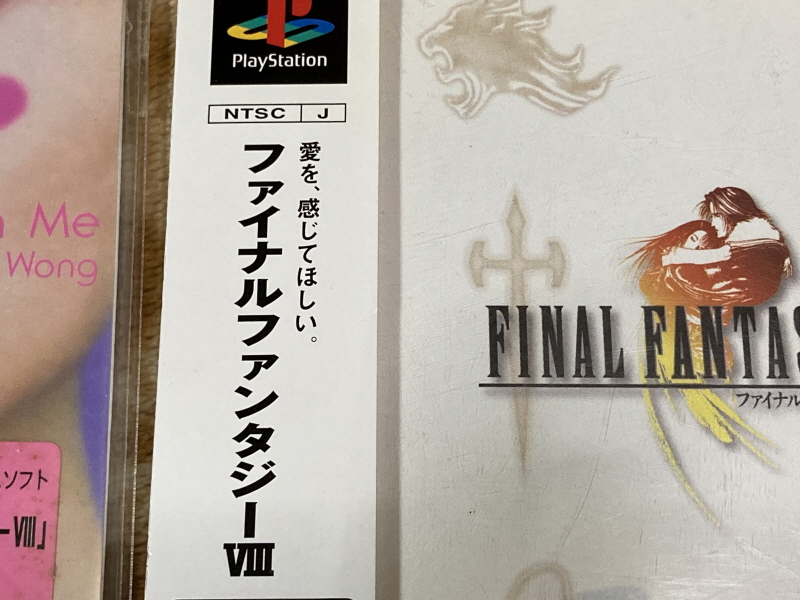 Me
Wong
ソフト
ーⅧ」
PlayStation
NTSC J
愛を、感じてほしい。
ファイナルファンタジーⅧ
FINAL FANTAS
ファイナル